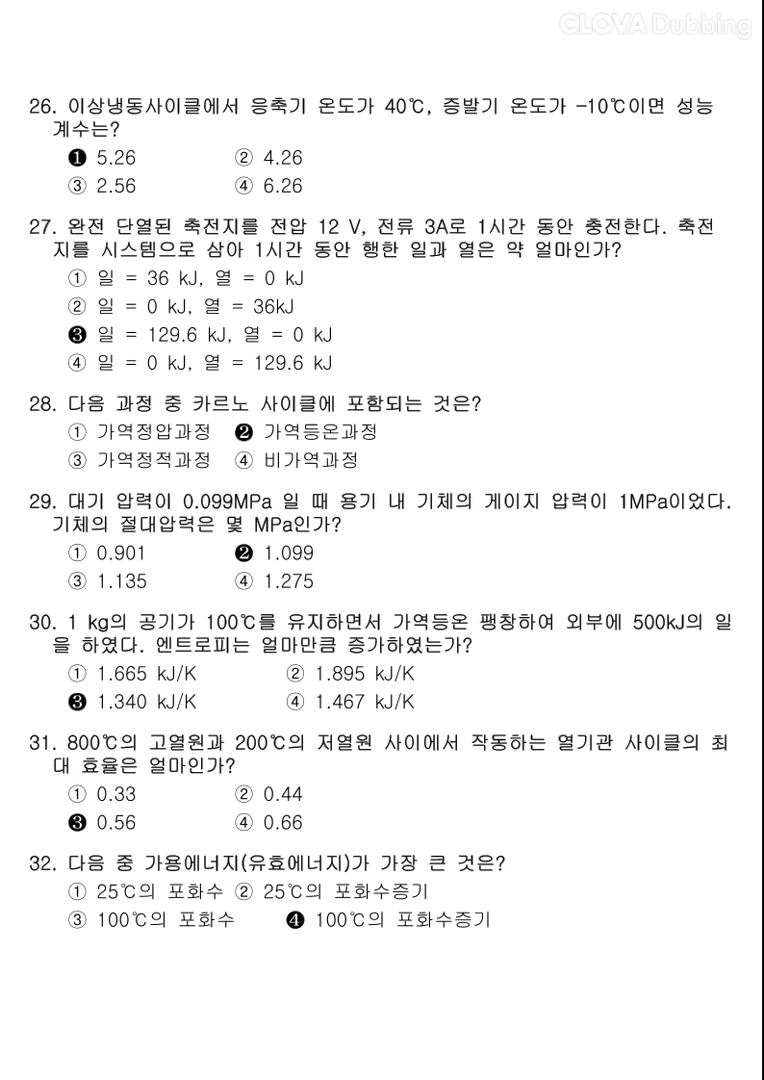 CLOVA Dubbing
26. 이상냉동사이클에서 응축기 온도가 40℃, 증발기 온도가 -10℃이면 성능
계수는?
❶ 5.26 ② 4.26
③ 2.56 ④ 6.26
27. 완전 단열된 축전지를 전압 12 V, 전류 3A로 1시간 동안 충전한다. 축전
지를 시스템으로 삼아 1시간 동안 행한 일과 열은 약 얼마인가?
① 일 = 36 kJ, 열 = 0 kJ
② 일 = 0 kJ, 열 = 36kJ
❸ 일 = 129.6 kJ, 열 = 0 kJ
④ 일 = 0 kJ, 열 = 129.6 kJ
28. 다음 과정 중 카르노 사이클에 포함되는 것은?
① 가역정압과정 ❷ 가역등온과정
③ 가역정적과정 ④ 비가역과정
29. 대기 압력이 0.099MPa 일 때 용기 내 기체의 게이지 압력이 1MPa이었다.
기체의 절대압력은 몇 MPa인가?
① 0.901 ❷ 1.099
③ 1.135 ④ 1.275
30. 1 kg의 공기가 100℃를 유지하면서 가역등온 팽창하여 외부에 500kJ의 일
을 하였다. 엔트로피는 얼마만큼 증가하였는가?
① 1.665 kJ/K ② 1.895 kJ/K
❸ 1.340 kJ/K ④ 1.467 kJ/K
31. 800℃의 고열원과 200℃의 저열원 사이에서 작동하는 열기관 사이클의 최
대 효율은 얼마인가?
① 0.33 ② 0.44
❸ 0.56 ④ 0.66
32. 다음 중 가용에너지(유효에너지)가 가장 큰 것은?
① 25℃의 포화수 ② 25℃의 포화수증기
③ 100℃의 포화수 ❹ 100℃의 포화수증기